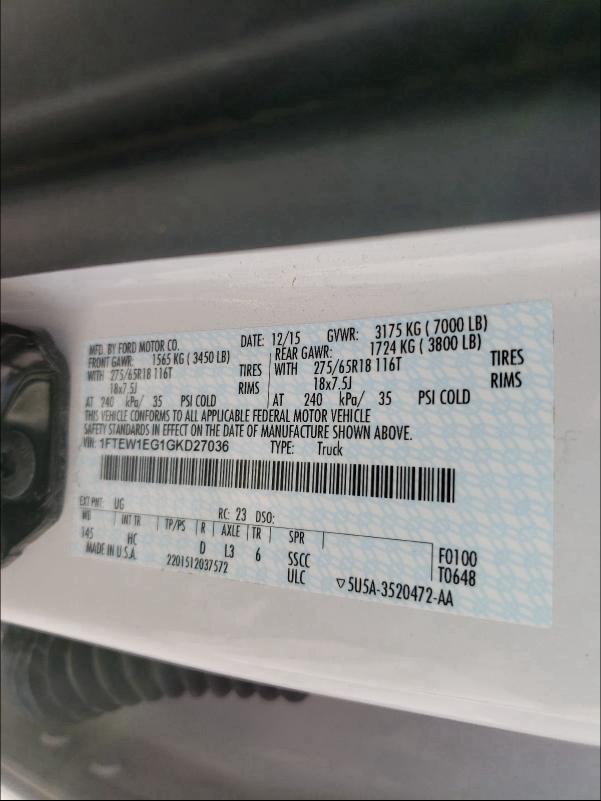 MFD. BY FORD MOTOR CO. DATE: 12/15 GVWR: 3175 KG ( 7000 LB)
FRONT GAWR: 1565 KG ( 3450 LB) REAR GAWR: 1724 KG ( 3800 LB)
WITH 275/65R18 116T TIRES WITH 275/65R18 116T TIRES
18x7.5J RIMS 18x7.5J RIMS
AT 240 kPa/ 35 PSI COLD AT 240 kPa/ 35 PSI COLD
THIS VEHICLE CONFORMS TO ALL APPLICABLE FEDERAL MOTOR VEHICLE
SAFETY STANDARDS IN EFFECT ON THE DATE OF MANUFACTURE SHOWN ABOVE.
VIN: 1FTEW1EG1GKD27036 TYPE: Truck
EXT PNT: UG RC: 23 DSO:
WB INT TR TP/PS R AXLE TR SPR
145 HC D L3 6 SSCC F0100
MADE IN U.S.A. 2201512037572 ULC T0648
▽5U5A-3520472-AA